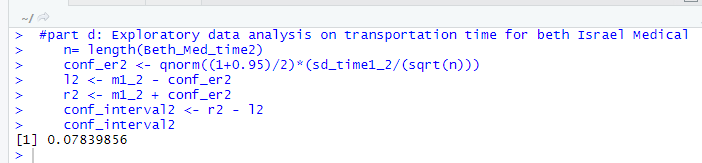 ~/
> #part d: Exploratory data analysis on transportation time for beth Israel Medical
> n= length(Beth_Med_time2)
> conf_er2 <- qnorm((1+0.95)/2)*(sd_time1_2/(sqrt(n)))
> l2 <- m1_2 - conf_er2
> r2 <- m1_2 + conf_er2
> conf_interval2 <- r2 - l2
> conf_interval2
[1] 0.07839856
>